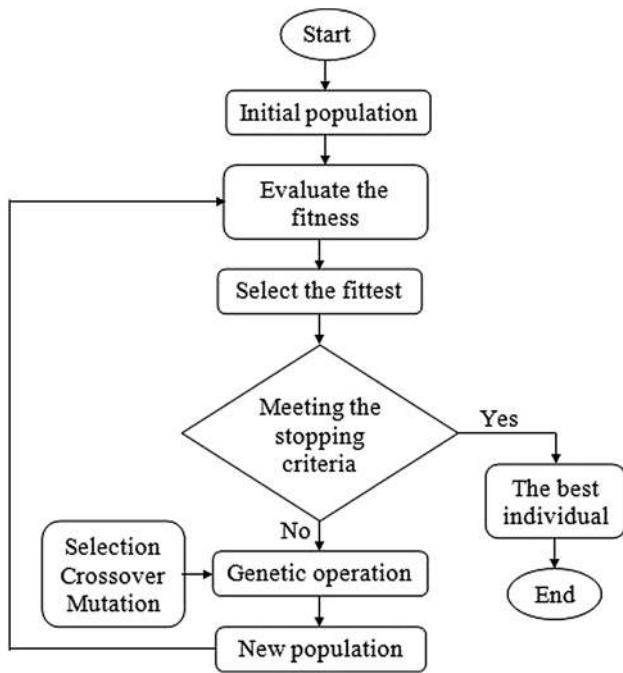 Start
Initial population
Evaluate the
fitness
Select the fittest
Meeting the
stopping
criteria
Yes
The best
individual
End
No
Selection
Crossover
Mutation
Genetic operation
New population